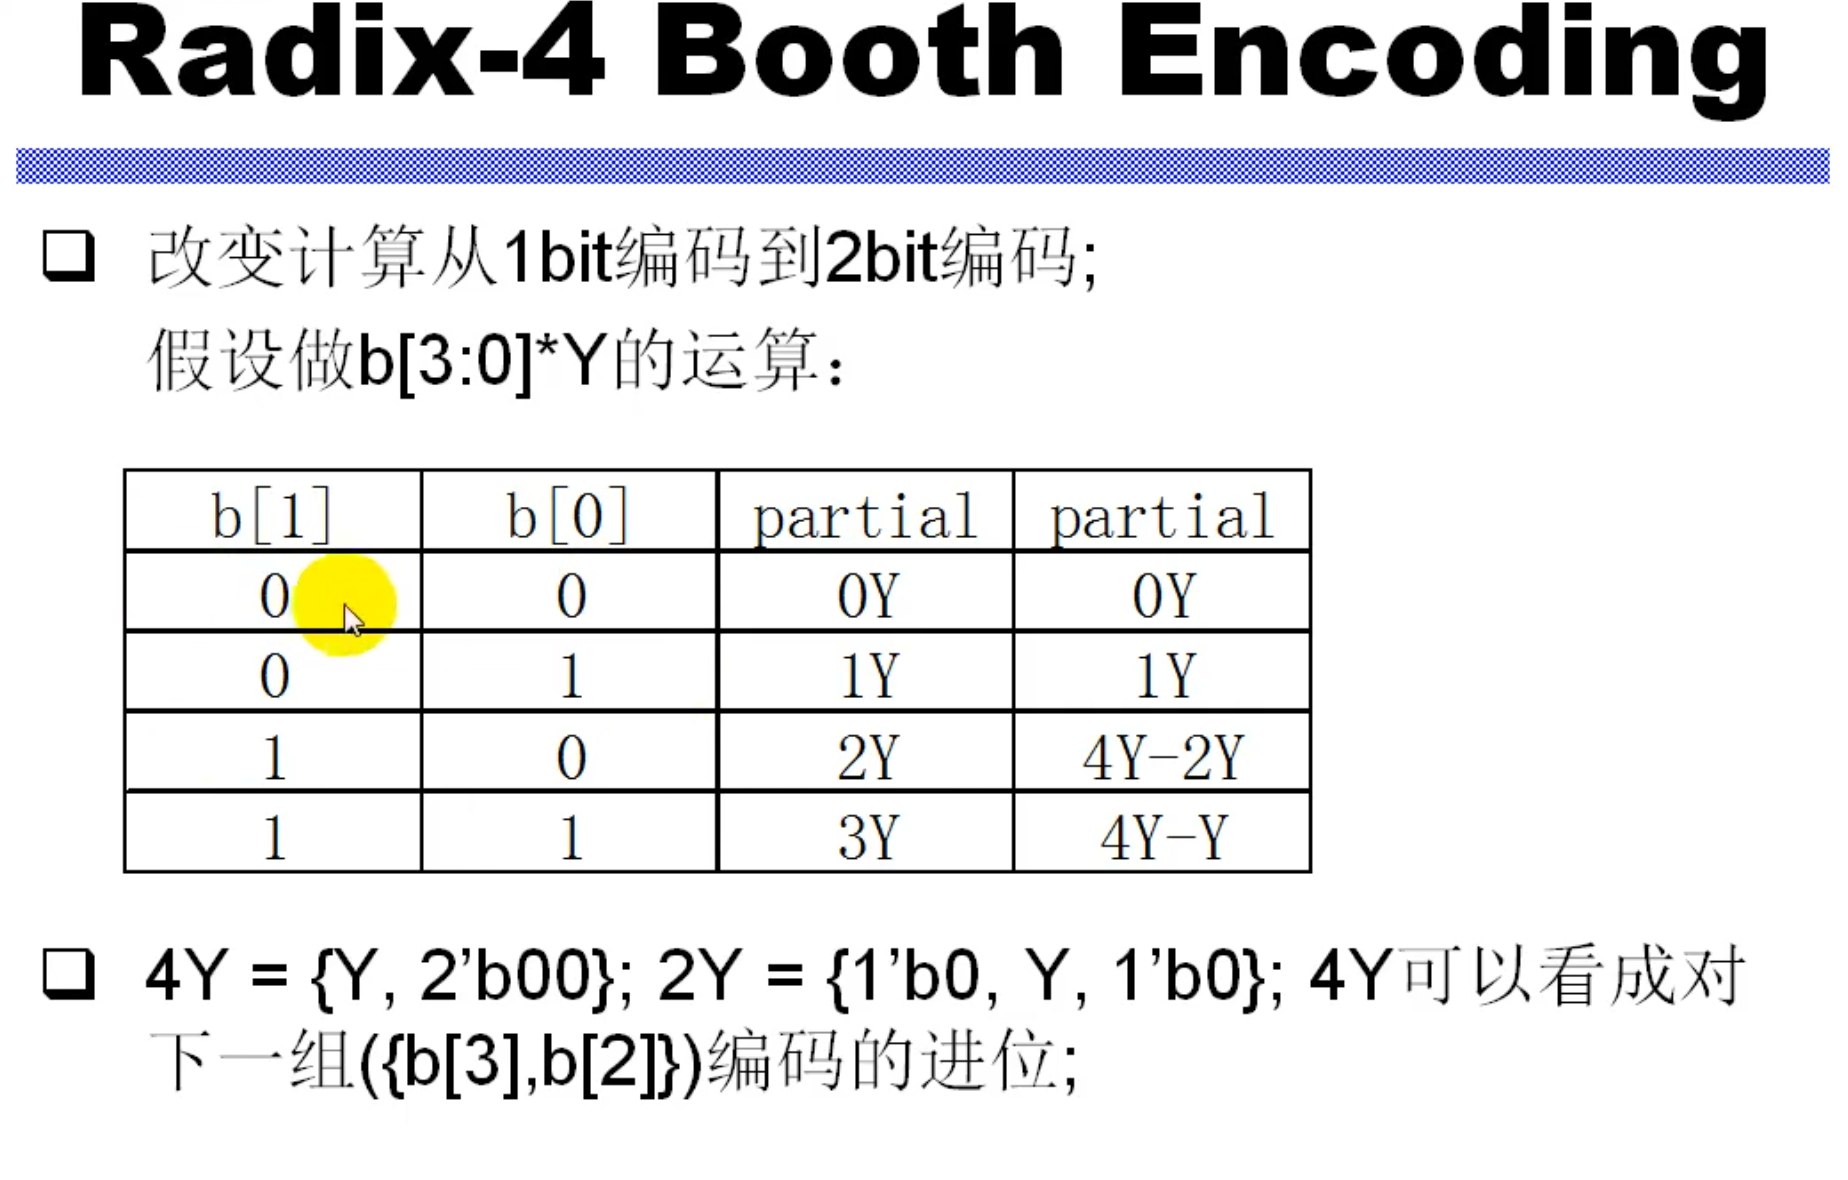 Radix-4 Booth Encoding
改变计算从1bit编码到2bit编码;
假设做b[3:0]*Y的运算：
b[1] b[0] partial partial
0 0 0Y 0Y
0 1 1Y 1Y
1 0 2Y 4Y-2Y
1 1 3Y 4Y-Y
4Y = {Y, 2’b00}; 2Y = {1’b0, Y, 1’b0}; 4Y可以看成对
下一组({b[3],b[2]})编码的进位;